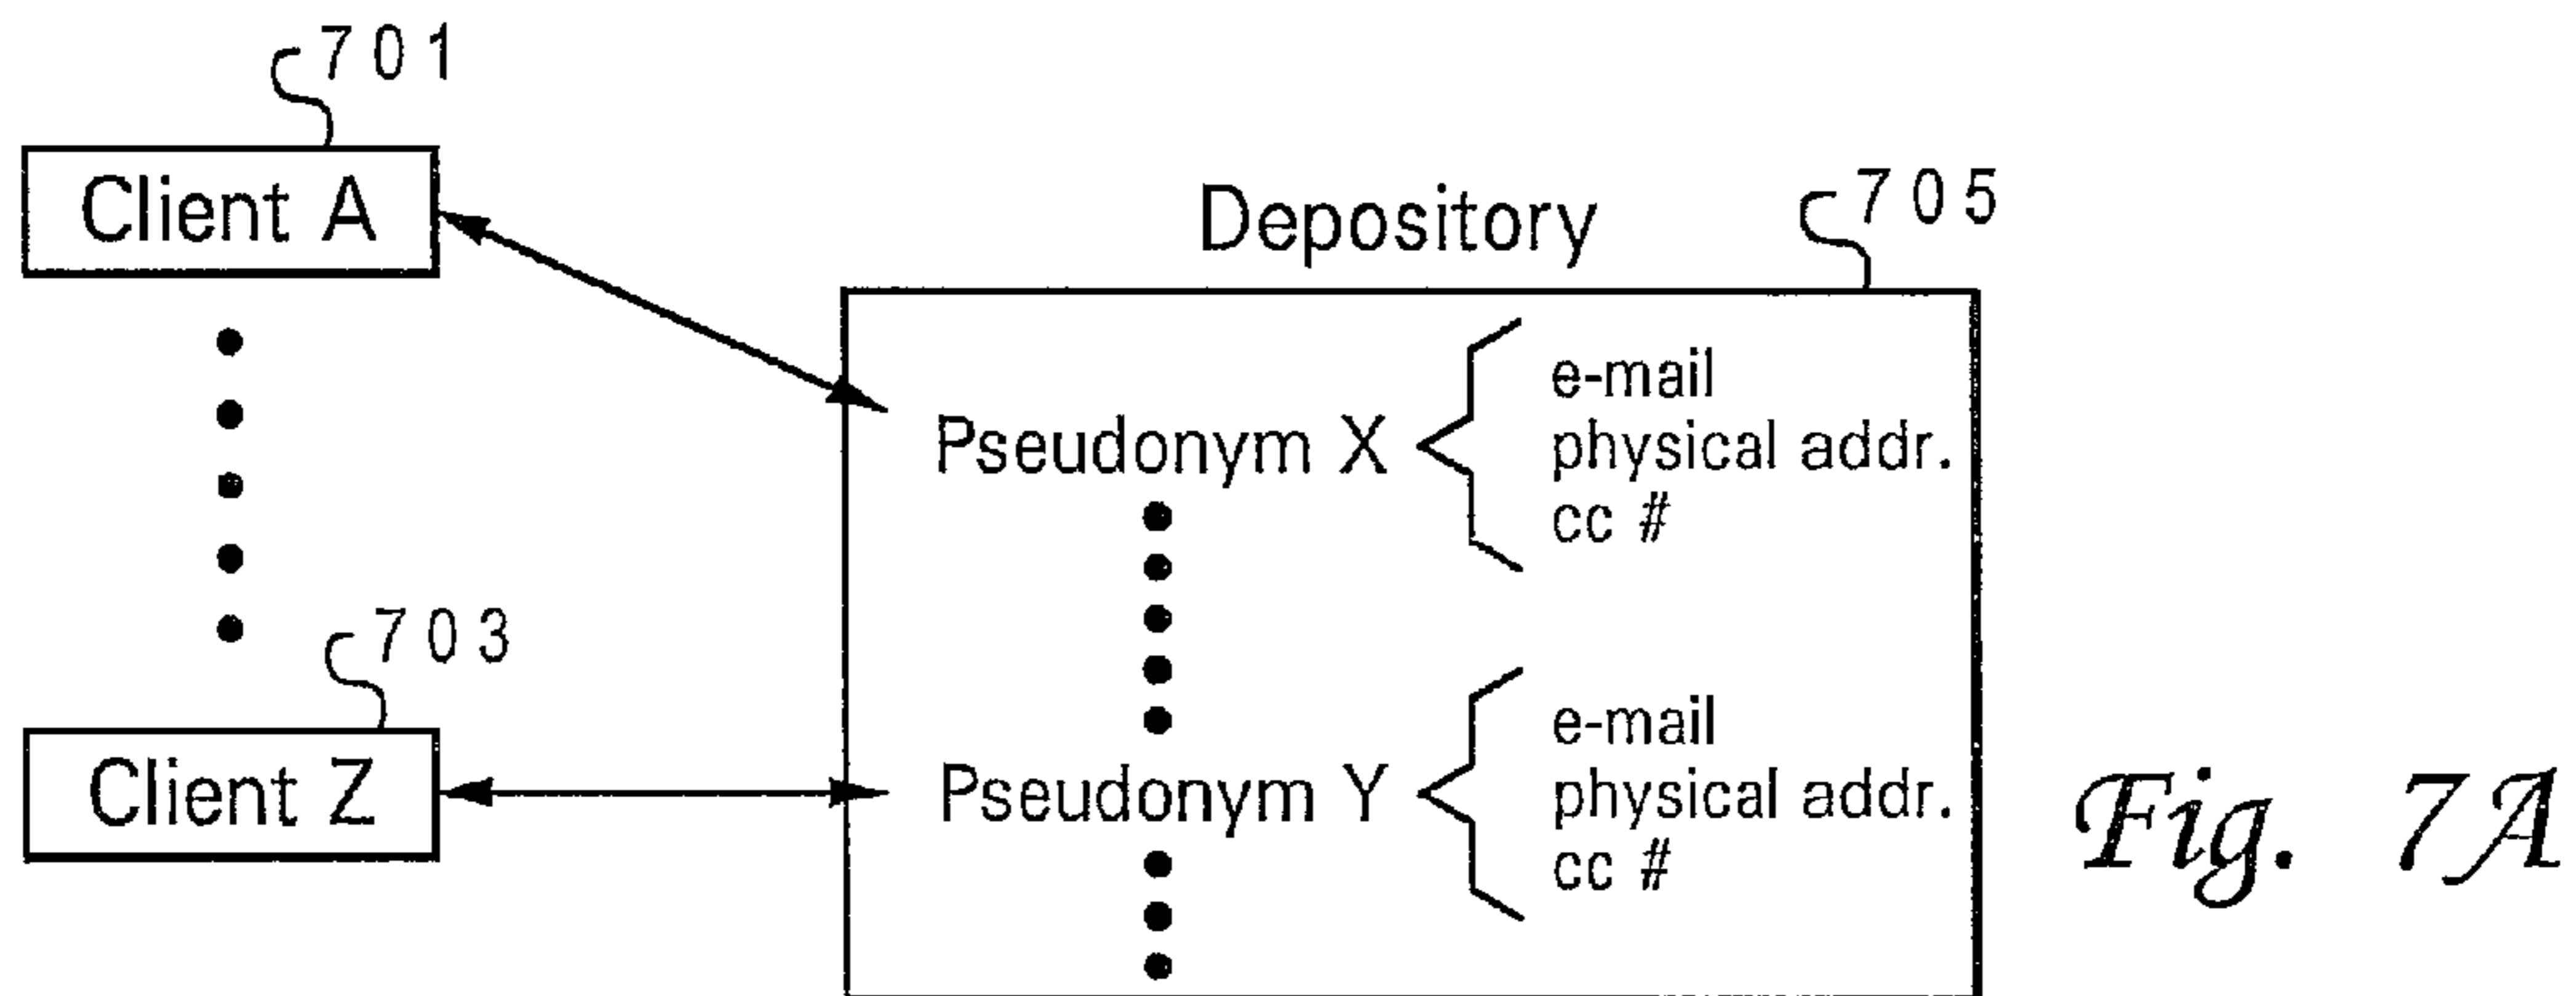 701
Client A
Depository
705
Pseudonym X
e-mail
physical addr.
cc #
703
Client Z
Pseudonym Y
e-mail
physical addr.
cc #
Fig. 7A